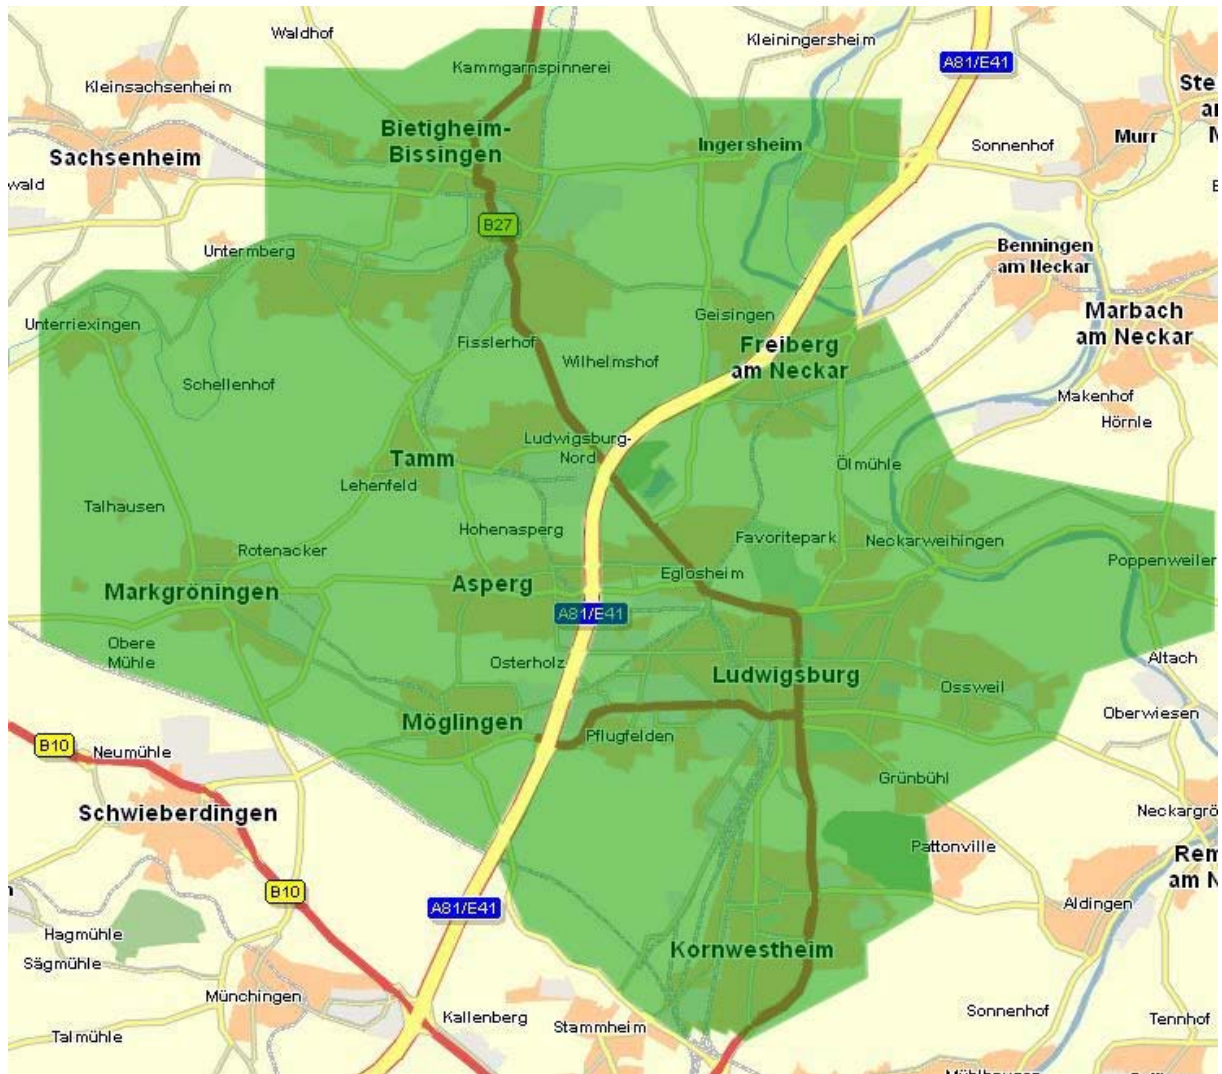 Waldhof
Kleiningersheim
A81/E41
Kammgarnspinnerei
Kleinsachsenheim
Ste
Bietigheim-
Bissingen
Murr
Ingersheim
Sonnenhof
Sachsenheim
wald
B27
Untermberg
Benningen
am Neckar
Marbach
am Neckar
Unterriexingen
Geisingen
Fisslerhof
Freiberg
am Neckar
Wilhelmshof
Schellenhof
Makenhof
Hörnle
Ludwigsburg-
Nord
Tamm
Ölmühle
Lehenfeld
Talhausen
Hohenasperg
Favoritepark
Neckarweihingen
Rotenacker
Poppenweiler
Eglosheim
Asperg
Markgröningen
A81/E41
Obere
Mühle
Osterholz
Altach
Ludwigsburg
Ossweil
Oberwiesen
Möglingen
Pflugfelden
B10
Neumühle
Grünbühl
Schwieberdingen
Neckargrö
Pattonville
Rem
am N
B10
Aldingen
A81/E41
Hagmühle
Kornwestheim
Sägmühle
Münchingen
Kallenberg
Stammheim
Sonnenhof
Tennhof
Talmühle